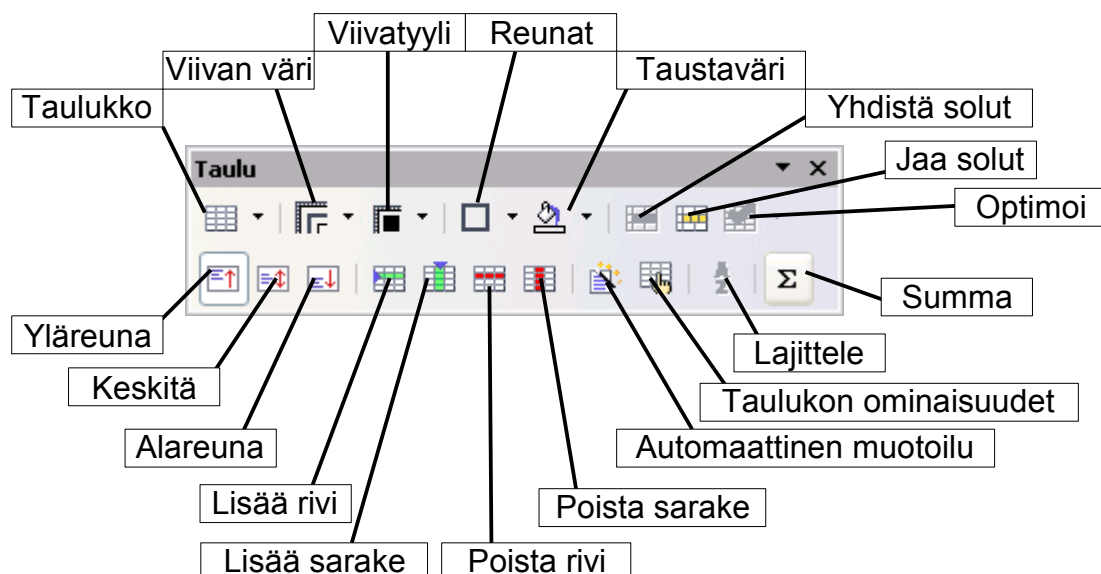 Viivatyyli
Reunat
Viivan väri
Taustaväri
Taulukko
Yhdistä solut
Jaa solut
Optimoi
Taulu
Σ
Yläreuna
Summa
Keskitä
Lajittele
Taulukon ominaisuudet
Alareuna
Automaattinen muotoilu
Lisää rivi
Poista sarake
Lisää sarake
Poista rivi